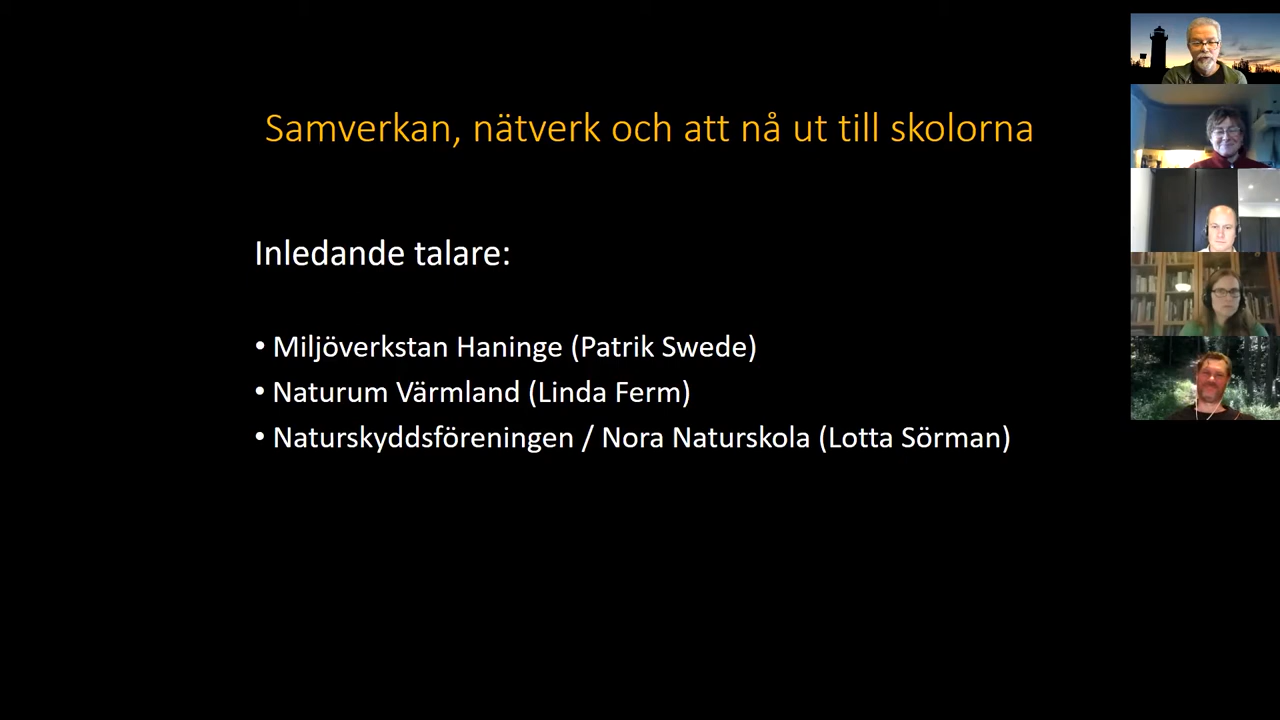 Samverkan, nätverk och att nå ut till skolorna
Inledande talare:
• Miljöverkstan Haninge (Patrik Swede)
• Naturum Värmland (Linda Ferm)
• Naturskyddsföreningen / Nora Naturskola (Lotta Sörman)